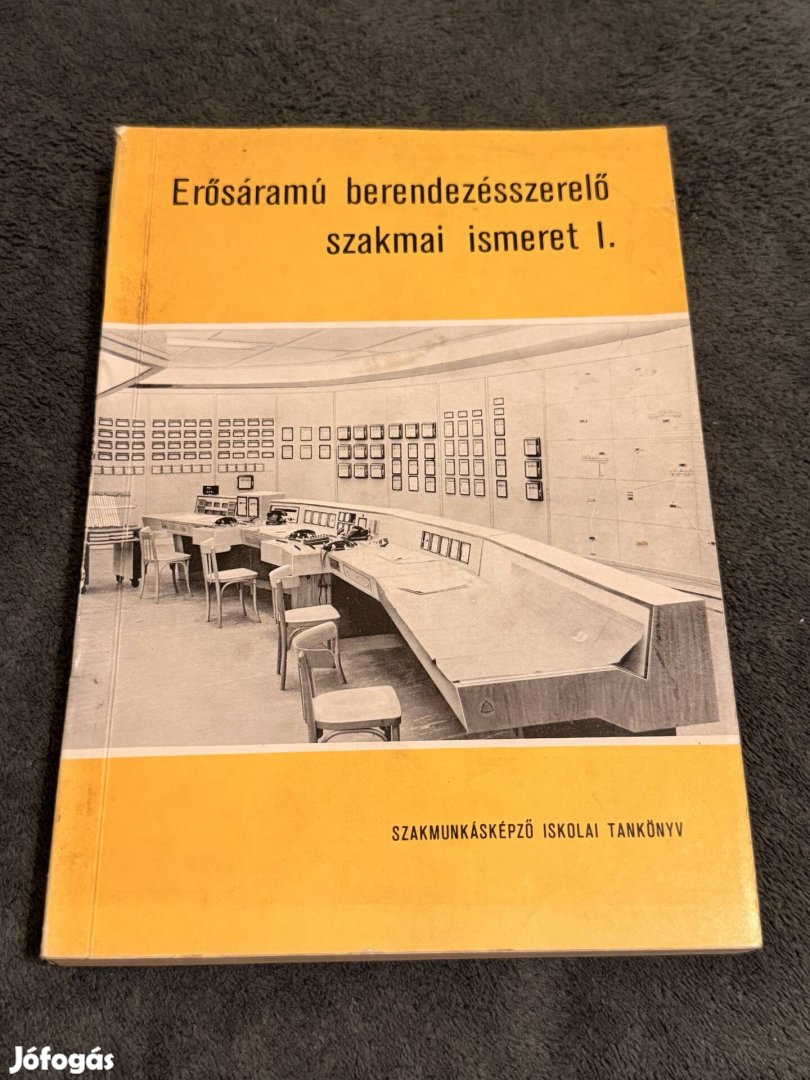 Erősáramú berendezésszerelő
szakmai ismeret I.
SZAKMUNKÁSKÉPZŐ ISKOLAI TANKÖNYV
Jófogás